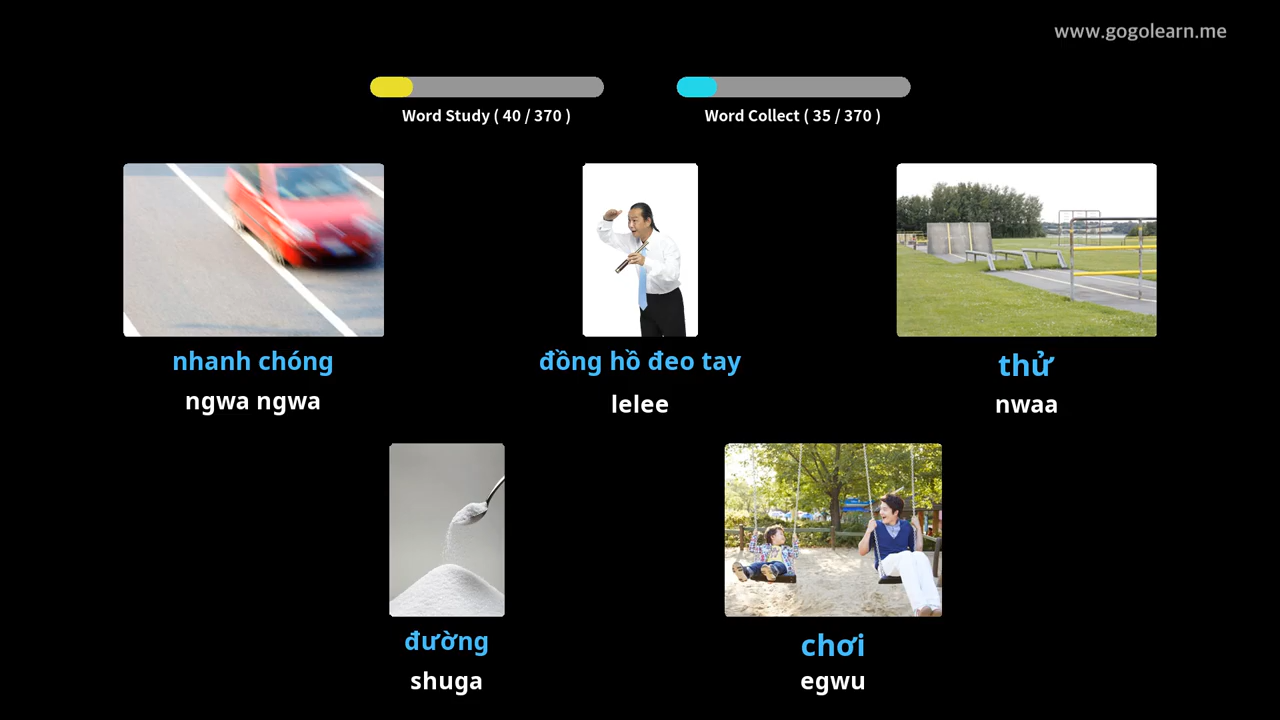 www.gogolearn.me
Word Study ( 40 / 370 )
Word Collect ( 35 / 370 )
nhanh chóng
ngwa ngwa
đồng hồ đeo tay
lelee
thử
nwaa
đường
shuga
chơi
egwu